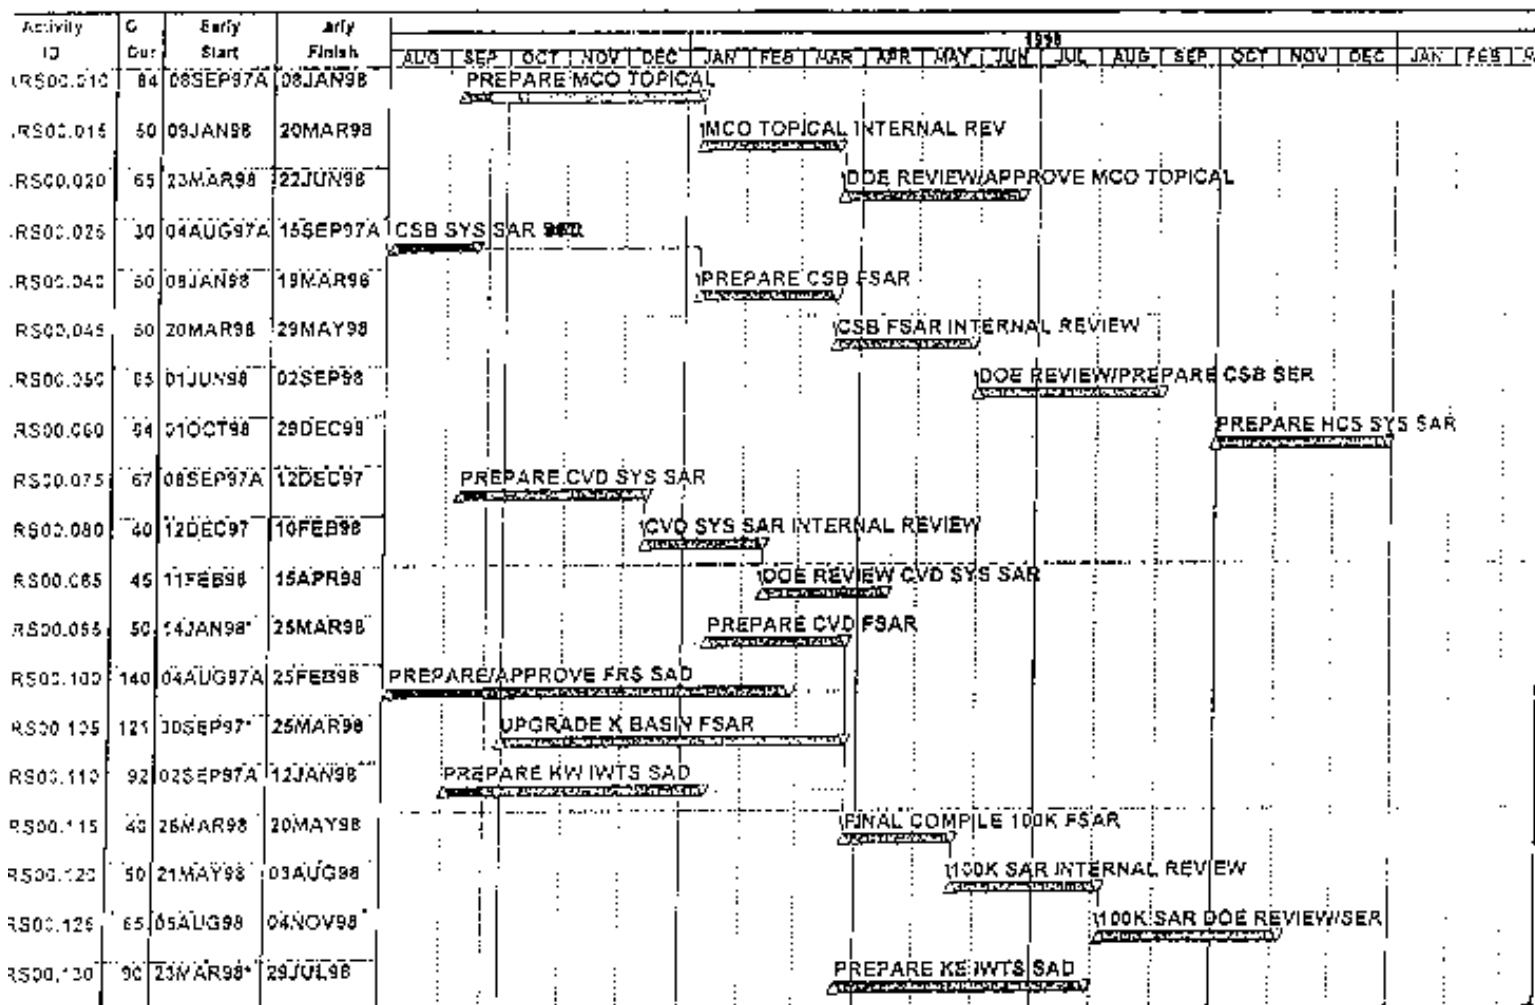 Activity Early Early
ID Dur Start Finish
1998
AUG SEP OCT NOV DEC JAN FEB MAR APR MAY JUN JUL AUG SEP OCT NOV DEC JAN FEB
RS00.010 84 08SEP97A 08JAN98 PREPARE MCO TOPICAL
RS00.015 50 09JAN98 20MAR98 MCO TOPICAL INTERNAL REV
RS00.020 65 23MAR98 22JUN98 DOE REVIEW/APPROVE MCO TOPICAL
RS00.025 30 04AUG97A 15SEP97A CSB SYS SAR
RS00.040 50 08JAN98 19MAR98 PREPARE CSB FSAR
RS00.045 50 20MAR98 29MAY98 CSB FSAR INTERNAL REVIEW
RS00.050 65 01JUN98 02SEP98 DOE REVIEW/PREPARE CSB SER
RS00.060 01OCT98 PREPARE HCS SYS SAR
RS00.075 67 08SEP97A 12DEC97 PREPARE CVD SYS SAR
RS00.080 40 12DEC97 10FEB98 CVD SYS SAR INTERNAL REVIEW
45 11FEB98 15APR98 DOE REVIEW CVD SYS SAR
50 14JAN98* 25MAR98 PREPARE CVD FSAR
RS00.100 140 04AUG97A 25FEB98 PREPARE/APPROVE FRS SAD
RS00.105 30SEP97* 25MAR98 UPGRADE K BASIN FSAR
RS00.110 92 02SEP97A 12JAN98 PREPARE KW IWTS SAD
RS00.115 40 26MAR98 20MAY98 FINAL COMPILE 100K FSAR
RS00.120 50 21MAY98 03AUG98 100K SAR INTERNAL REVIEW
RS00.125 65 05AUG98 04NOV98 100K SAR DOE REVIEW/SER
RS00.130 90 23MAR98* 29JUL98 PREPARE KE IWTS SAD